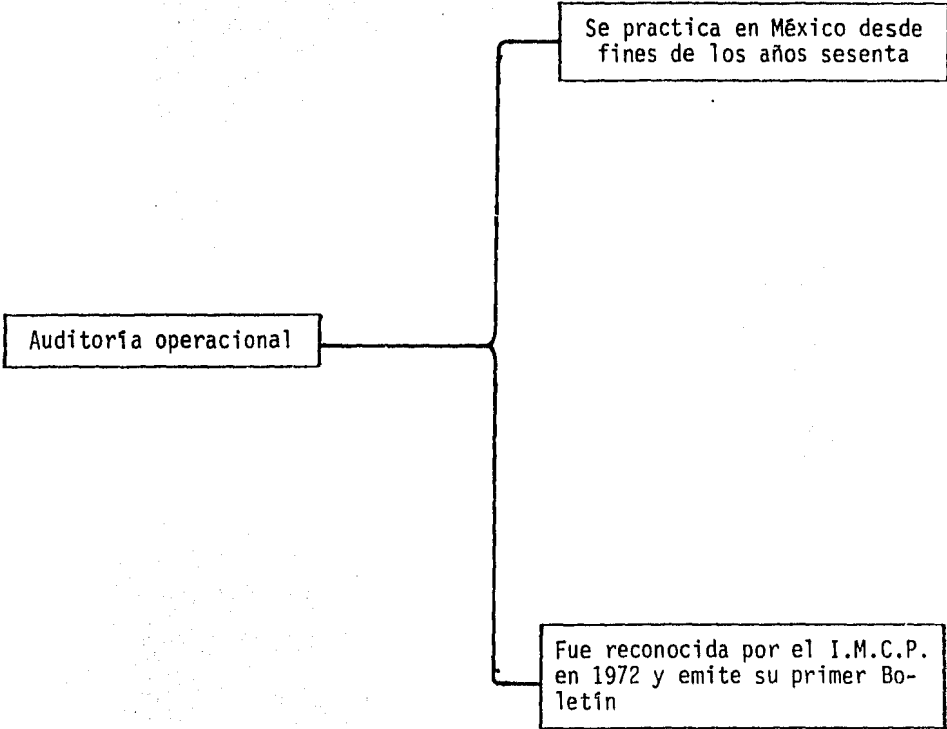 Se practica en México desde
fines de los años sesenta
Auditoría operacional
Fue reconocida por el I.M.C.P.
en 1972 y emite su primer Bo-
letín